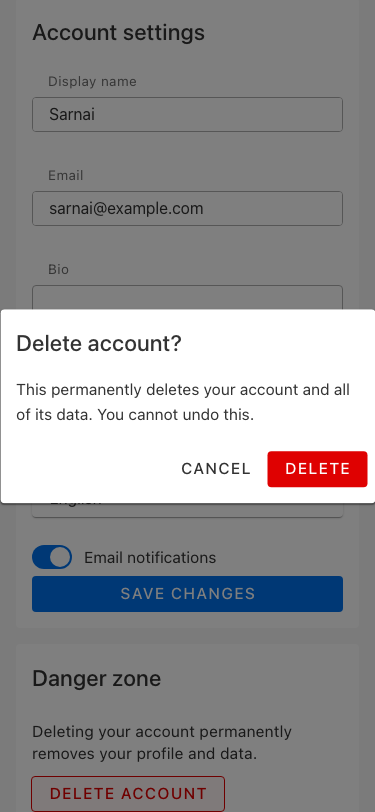 Account settings
Display name
Sarnai
Email
sarnai@example.com
Bio
Delete account?
This permanently deletes your account and all
of its data. You cannot undo this.
CANCEL
DELETE
English
Email notifications
SAVE CHANGES
Danger zone
Deleting your account permanently
removes your profile and data.
DELETE ACCOUNT